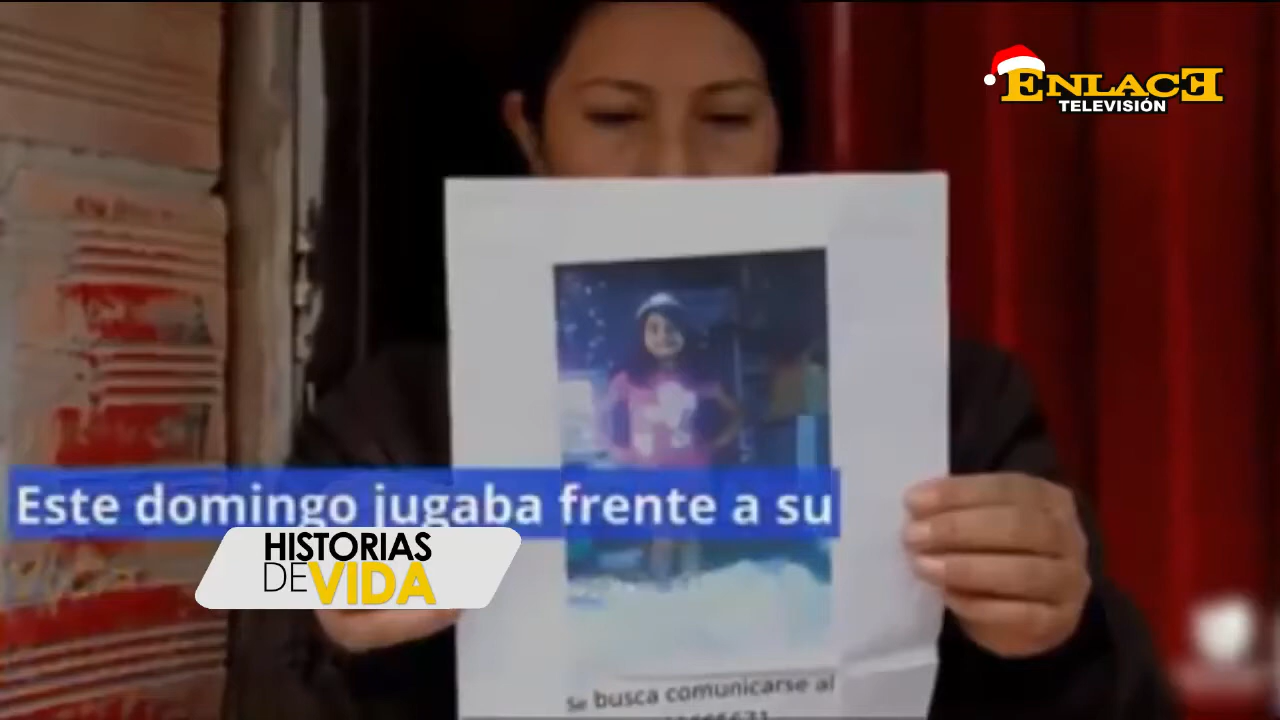 ENLACE
TELEVISIÓN
Este domingo jugaba frente a su
HISTORIAS
DE VIDA
Se busca comunicarse al